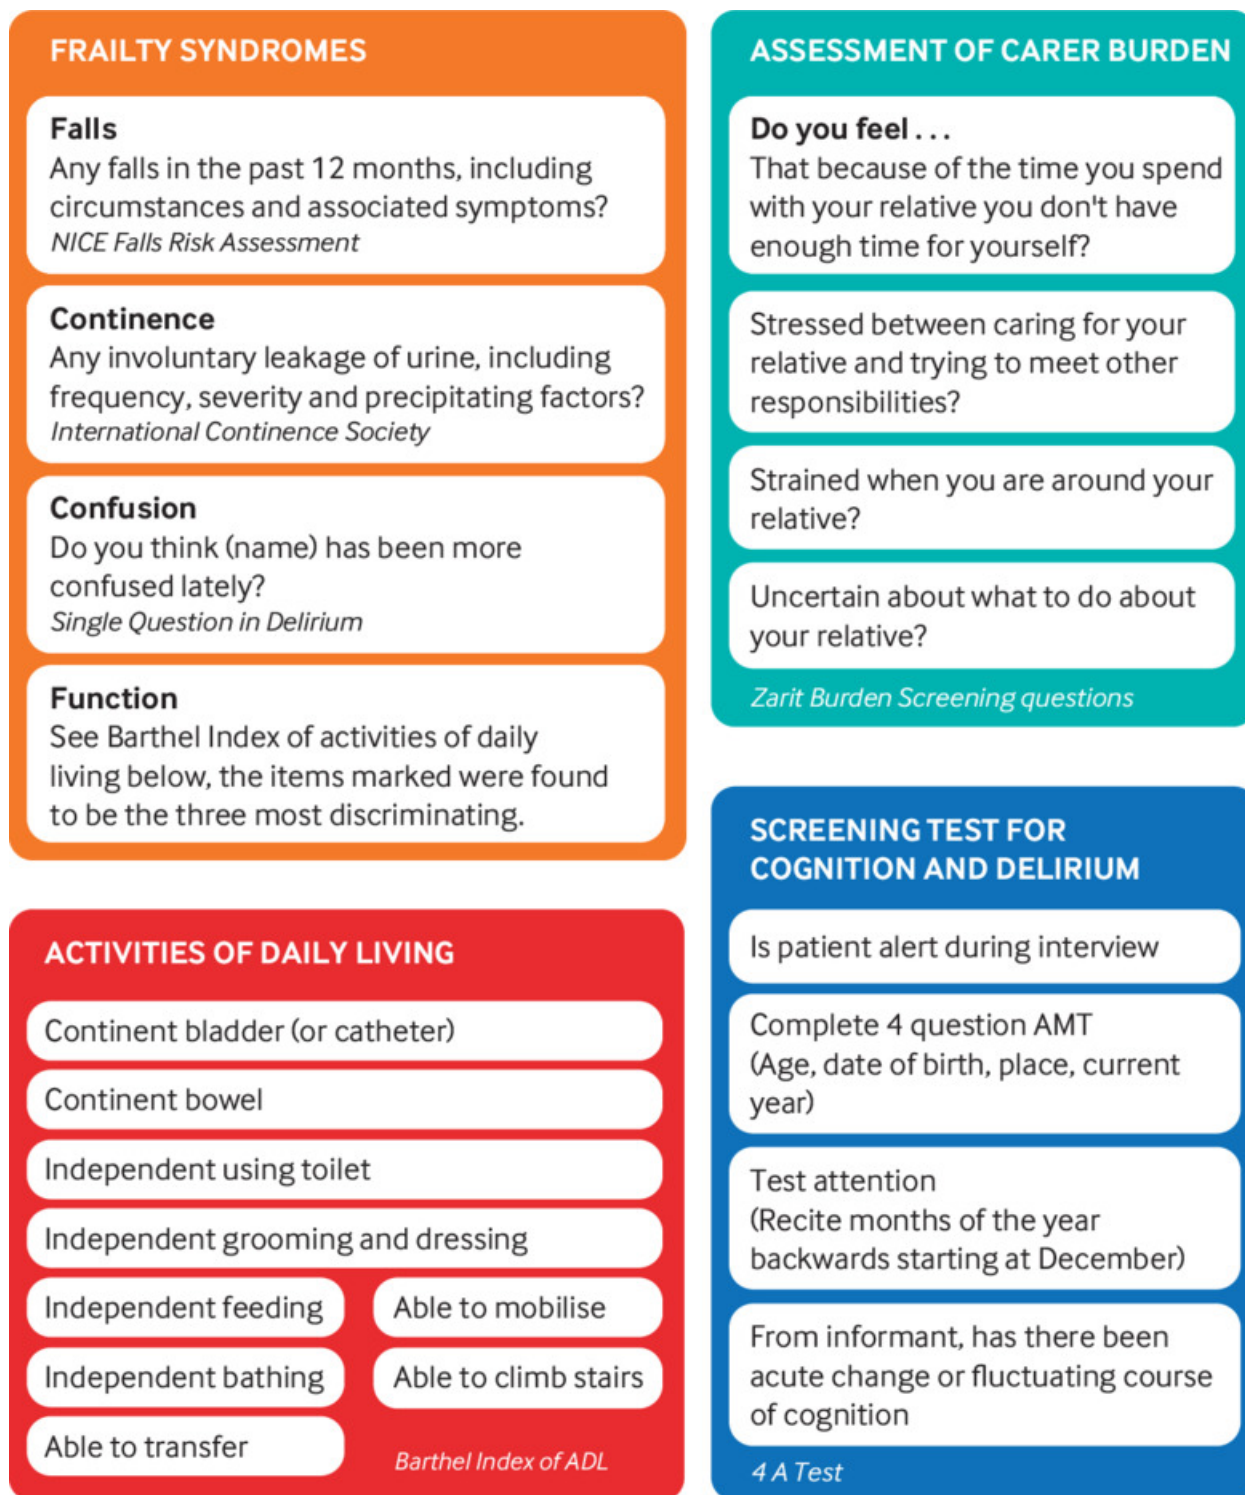 FRAILTY SYNDROMES
Falls
Any falls in the past 12 months, including
circumstances and associated symptoms?
NICE Falls Risk Assessment
Continence
Any involuntary leakage of urine, including
frequency, severity and precipitating factors?
International Continence Society
Confusion
Do you think (name) has been more
confused lately?
Single Question in Delirium
Function
See Barthel Index of activities of daily
living below, the items marked were found
to be the three most discriminating.
ASSESSMENT OF CARER BURDEN
Do you feel . . .
That because of the time you spend
with your relative you don't have
enough time for yourself?
Stressed between caring for your
relative and trying to meet other
responsibilities?
Strained when you are around your
relative?
Uncertain about what to do about
your relative?
Zarit Burden Screening questions
ACTIVITIES OF DAILY LIVING
Continent bladder (or catheter)
Continent bowel
Independent using toilet
Independent grooming and dressing
Independent feeding
Able to mobilise
Independent bathing
Able to climb stairs
Able to transfer
Barthel Index of ADL
SCREENING TEST FOR
COGNITION AND DELIRIUM
Is patient alert during interview
Complete 4 question AMT
(Age, date of birth, place, current
year)
Test attention
(Recite months of the year
backwards starting at December)
From informant, has there been
acute change or fluctuating course
of cognition
4 A Test